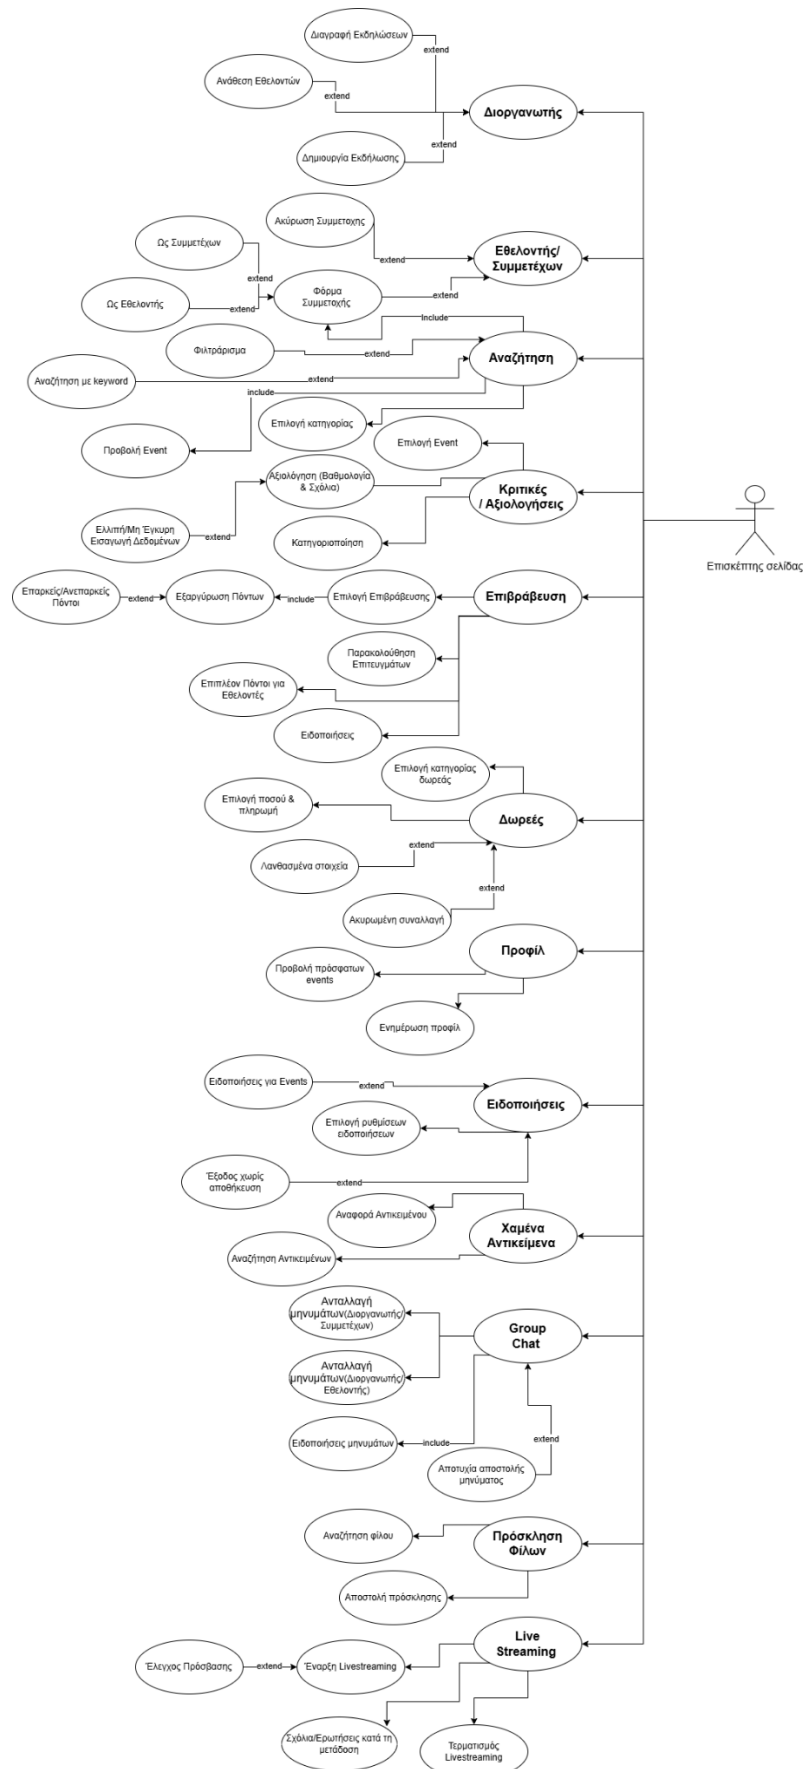 Διαγραφή Εκδηλώσεων
extend
Ανάθεση Εθελοντών
extend
Διοργανωτής
extend
Δημιουργία Εκδήλωσης
Ακύρωση Συμμετοχης
Ως Συμμετέχων
extend
Εθελοντής/
Συμμετέχων
extend
Φόρμα
Συμμετοχής
extend
Ως Εθελοντής
extend
Include
Φιλτράρισμα
extend
Αναζήτηση
Αναζήτηση με keyword
extend
include
Επιλογή κατηγορίας
Επιλογή Event
Προβολή Event
Αξιολόγηση (Βαθμολογία
& Σχόλια)
Κριτικές
/ Αξιολογήσεις
Ελλιπή/Μη Έγκυρη
Εισαγωγή Δεδομένων
extend
Κατηγοριοποίηση
Επισκέπτης σελίδας
Επαρκείς/Ανεπαρκείς
Πόντοι
extend
Εξαργύρωση Πόντων
include
Επιλογή Επιβράβευσης
Επιβράβευση
Παρακολούθηση
Επιτευγμάτων
Επιπλέον Πόντοι για
Εθελοντές
Ειδοποιήσεις
Επιλογή κατηγορίας
δωρεάς
Επιλογή ποσού &
πληρωμή
Δωρεές
extend
Λανθασμένα στοιχεία
extend
Ακυρωμένη συναλλαγή
Προφίλ
Προβολή πρόσφατων
events
Ενημέρωση προφίλ
Ειδοποιήσεις για Events
extend
Ειδοποιήσεις
Επιλογή ρυθμίσεων
ειδοποιήσεων
Έξοδος χωρίς
αποθήκευση
extend
Αναφορά Αντικειμένου
Χαμένα
Αντικείμενα
Αναζήτηση Αντικειμένων
Ανταλλαγή
μηνυμάτων(Διοργανωτής/
Συμμετέχων)
Group
Chat
Ανταλλαγή
μηνυμάτων(Διοργανωτής/
Εθελοντής)
Ειδοποιήσεις μηνυμάτων
include
extend
Αποτυχία αποστολής
μηνύματος
Αναζήτηση φίλου
Πρόσκληση
Φίλων
Αποστολή πρόσκλησης
Live
Streaming
Έλεγχος Πρόσβασης
extend
Έναρξη Livestreaming
Σχόλια/Ερωτήσεις κατά τη
μετάδοση
Τερματισμός
Livestreaming